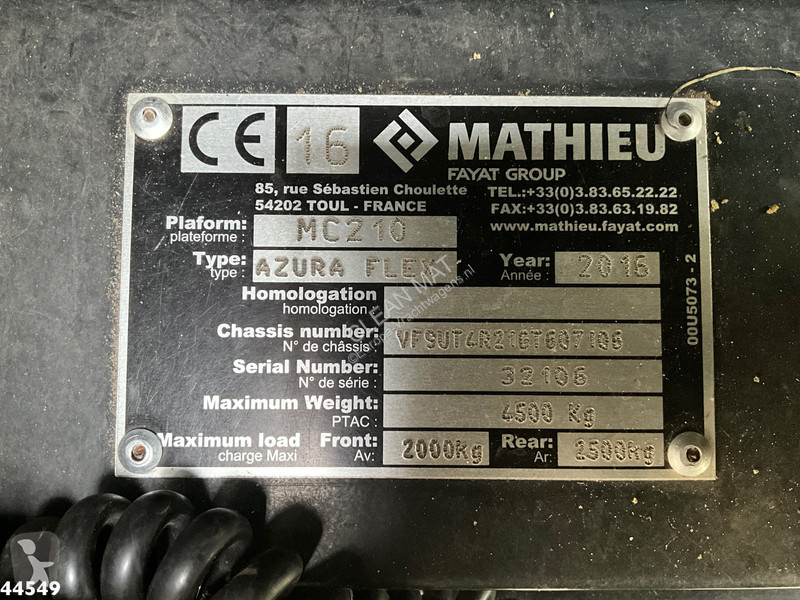 CE 16 MATHIEU
FAYAT GROUP
85, rue Sébastien Choulette TEL.:+33(0)3.83.65.22.22
54202 TOUL - FRANCE FAX:+33(0)3.83.63.19.82
www.mathieu.fayat.com
Plaform: MC210
plateforme :
Type: AZURA FLEX Year: 2016
type : Année :
Homologation
homologation :
Chassis number: VF9UT4R216T607106
N° de châssis :
Serial Number: 32106
N° de série :
Maximum Weight: 4500 Kg
PTAC :
Maximum load Front: 2000Kg Rear: 2500Kg
charge Maxi Av: Ar:
00U5073 - 2
CLEAN MAT
44549